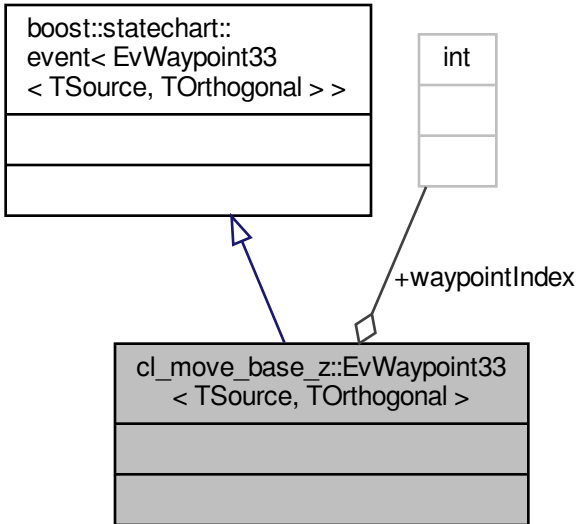 boost::statechart::
event< EvWaypoint33
< TSource, TOrthogonal > >
int
+waypointIndex
cl_move_base_z::EvWaypoint33
< TSource, TOrthogonal >